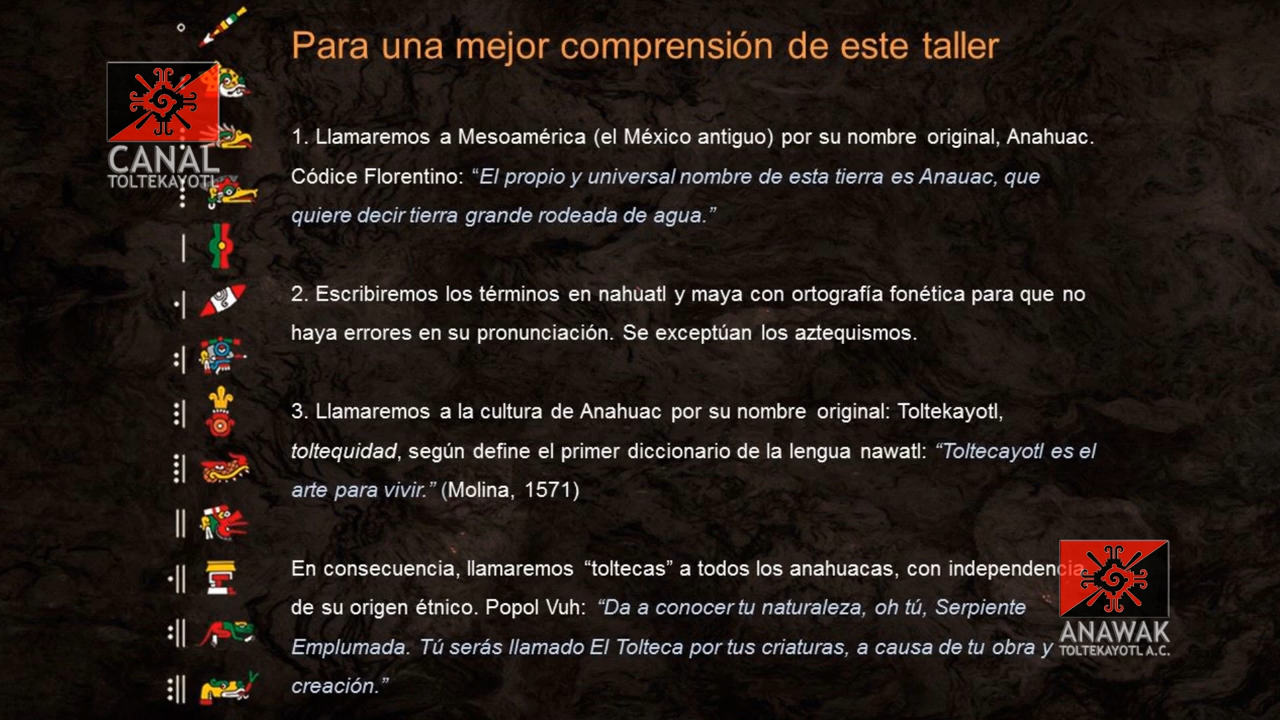 Para una mejor comprensión de este taller
CANAL
TOLTEKAYOTL
1. Llamaremos a Mesoamérica (el México antiguo) por su nombre original, Anahuac.
Códice Florentino: “El propio y universal nombre de esta tierra es Anauac, que
quiere decir tierra grande rodeada de agua.”
2. Escribiremos los términos en nahuatl y maya con ortografía fonética para que no
haya errores en su pronunciación. Se exceptúan los aztequismos.
3. Llamaremos a la cultura de Anahuac por su nombre original: Toltekayotl,
toltequidad, según define el primer diccionario de la lengua nawatl: “Toltecayotl es el
arte para vivir.” (Molina, 1571)
En consecuencia, llamaremos “toltecas” a todos los anahuacas, con independencia
de su origen étnico. Popol Vuh: “Da a conocer tu naturaleza, oh tú, Serpiente
Emplumada. Tú serás llamado El Tolteca por tus criaturas, a causa de tu obra y
creación.”
ANAWAK
TOLTEKAYOTL A.C.